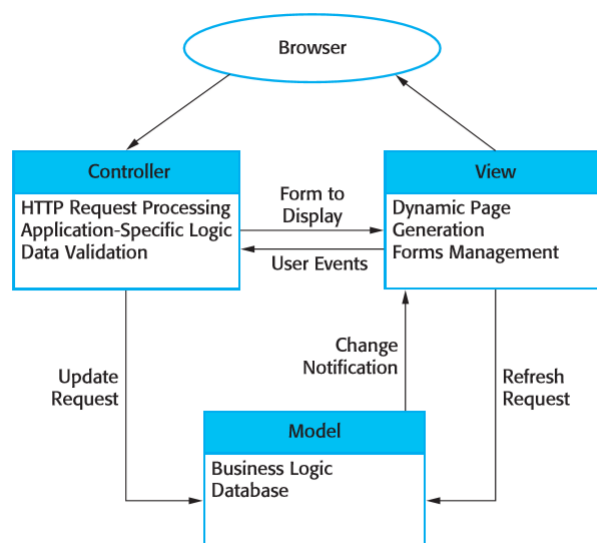 Browser
Controller
HTTP Request Processing
Application-Specific Logic
Data Validation
Form to
Display
User Events
View
Dynamic Page
Generation
Forms Management
Update
Request
Change
Notification
Refresh
Request
Model
Business Logic
Database